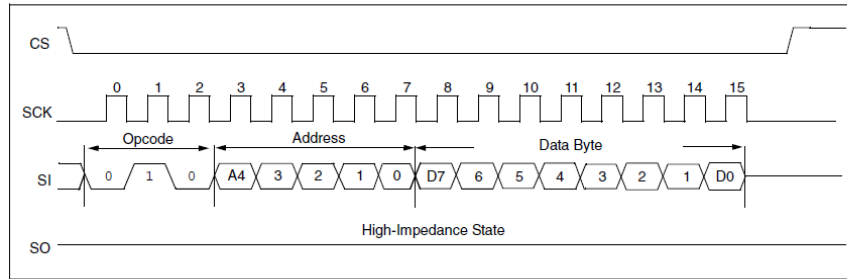 CS
0 1 2 3 4 5 6 7 8 9 10 11 12 13 14 15
SCK
Opcode Address Data Byte
SI 0 1 0 A4 3 2 1 0 D7 6 5 4 3 2 1 D0
High-Impedance State
SO